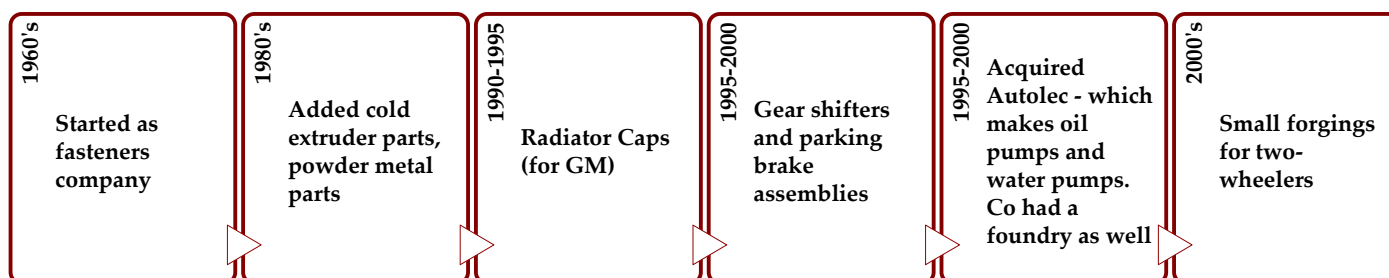 1960's
Started as
fasteners
company
1980's
Added cold
extruder parts,
powder metal
parts
1990-1995
Radiator Caps
(for GM)
1995-2000
Gear shifters
and parking
brake
assemblies
1995-2000
Acquired
Autolec - which
makes oil
pumps and
water pumps.
Co had a
foundry as well
2000's
Small forgings
for two-
wheelers